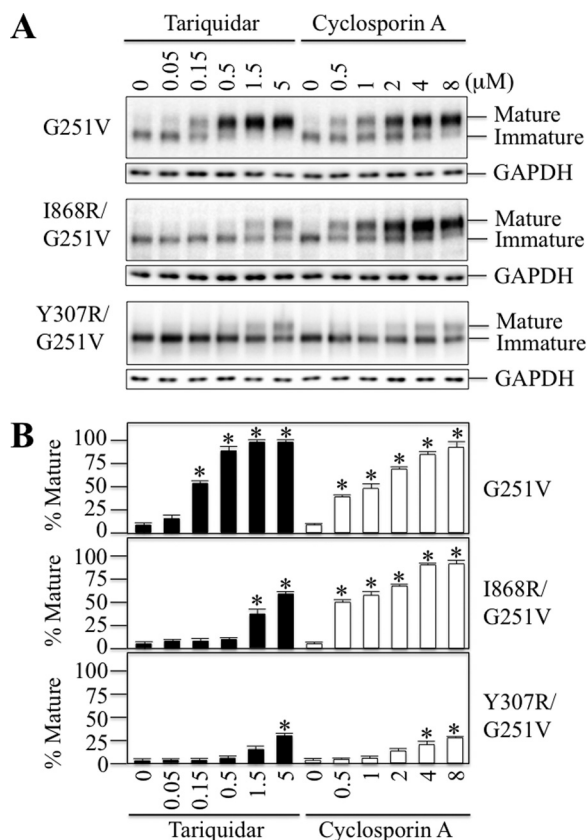 A
Tariquidar Cyclosporin A
0 0.05 0.15 0.5 1.5 5 0 0.5 1 2 4 8 (μM)
G251V
Mature
Immature
GAPDH
I868R/
G251V
Mature
Immature
GAPDH
Y307R/
G251V
Mature
Immature
GAPDH
B
% Mature
100
75
50
25
0
* * * * * * * * *
G251V
% Mature
100
75
50
25
0
* * * * * * *
I868R/
G251V
% Mature
100
75
50
25
0
* * *
Y307R/
G251V
0 0.05 0.15 0.5 1.5 5 0 0.5 1 2 4 8
Tariquidar Cyclosporin A